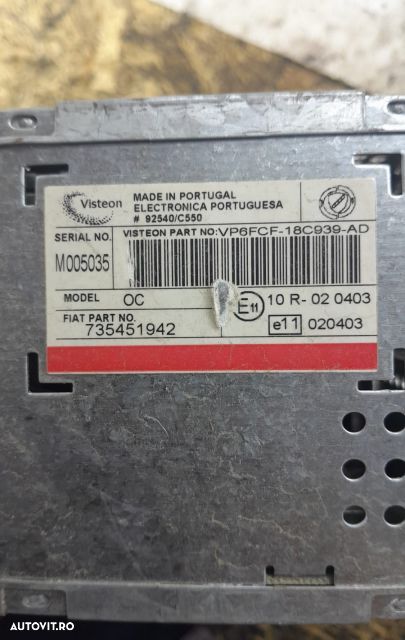 Visteon
MADE IN PORTUGAL
ELECTRONICA PORTUGUESA
# 92540/C550
SERIAL NO.
M005035
VISTEON PART NO: VP6FCF-18C939-AD
MODEL OC
E11 10 R- 02 0403
FIAT PART NO.
735451942
e11 020403
AUTOVIT.RO